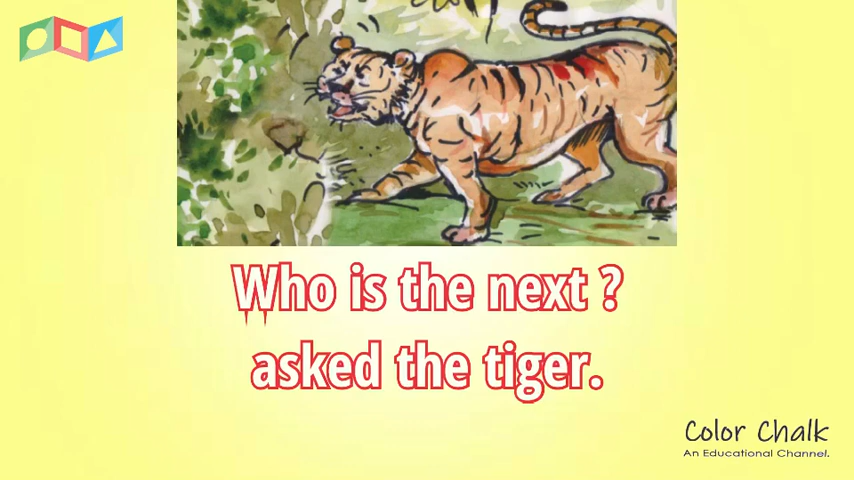 Who is the next ?
asked the tiger.
Color Chalk
An Educational Channel.